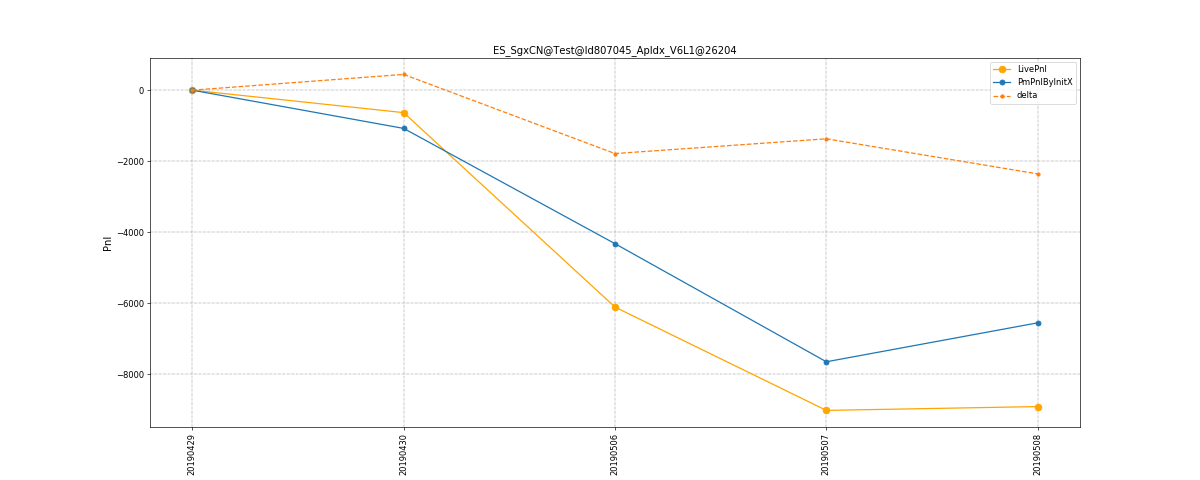 ES_SgxCN@Test@Id807045_ApIdx_V6L1@26204
LivePnl
PmPnlByInitX
delta
Pnl
0
−2000
−4000
−6000
−8000
20190429
20190430
20190506
20190507
20190508